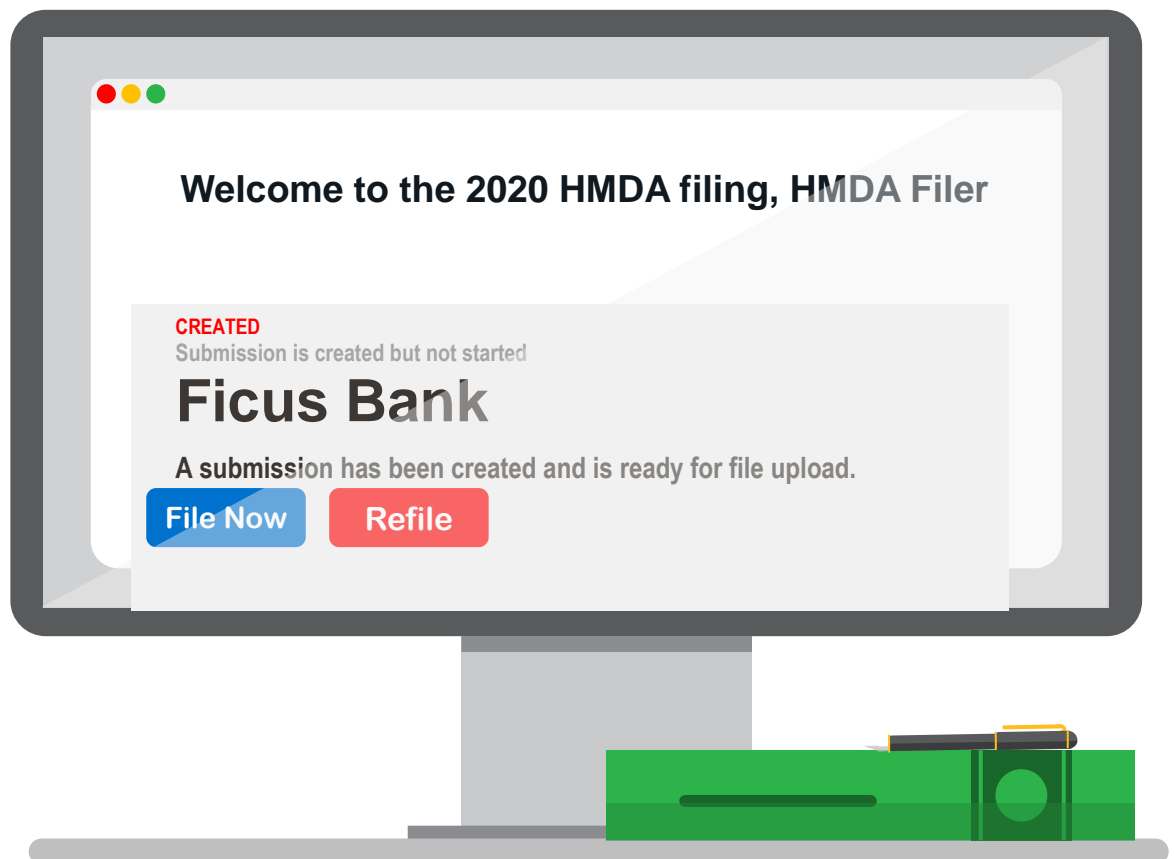 Welcome to the 2020 HMDA filing, HMDA Filer
CREATED
Submission is created but not started
Ficus Bank
A submission has been created and is ready for file upload.
File Now
Refile